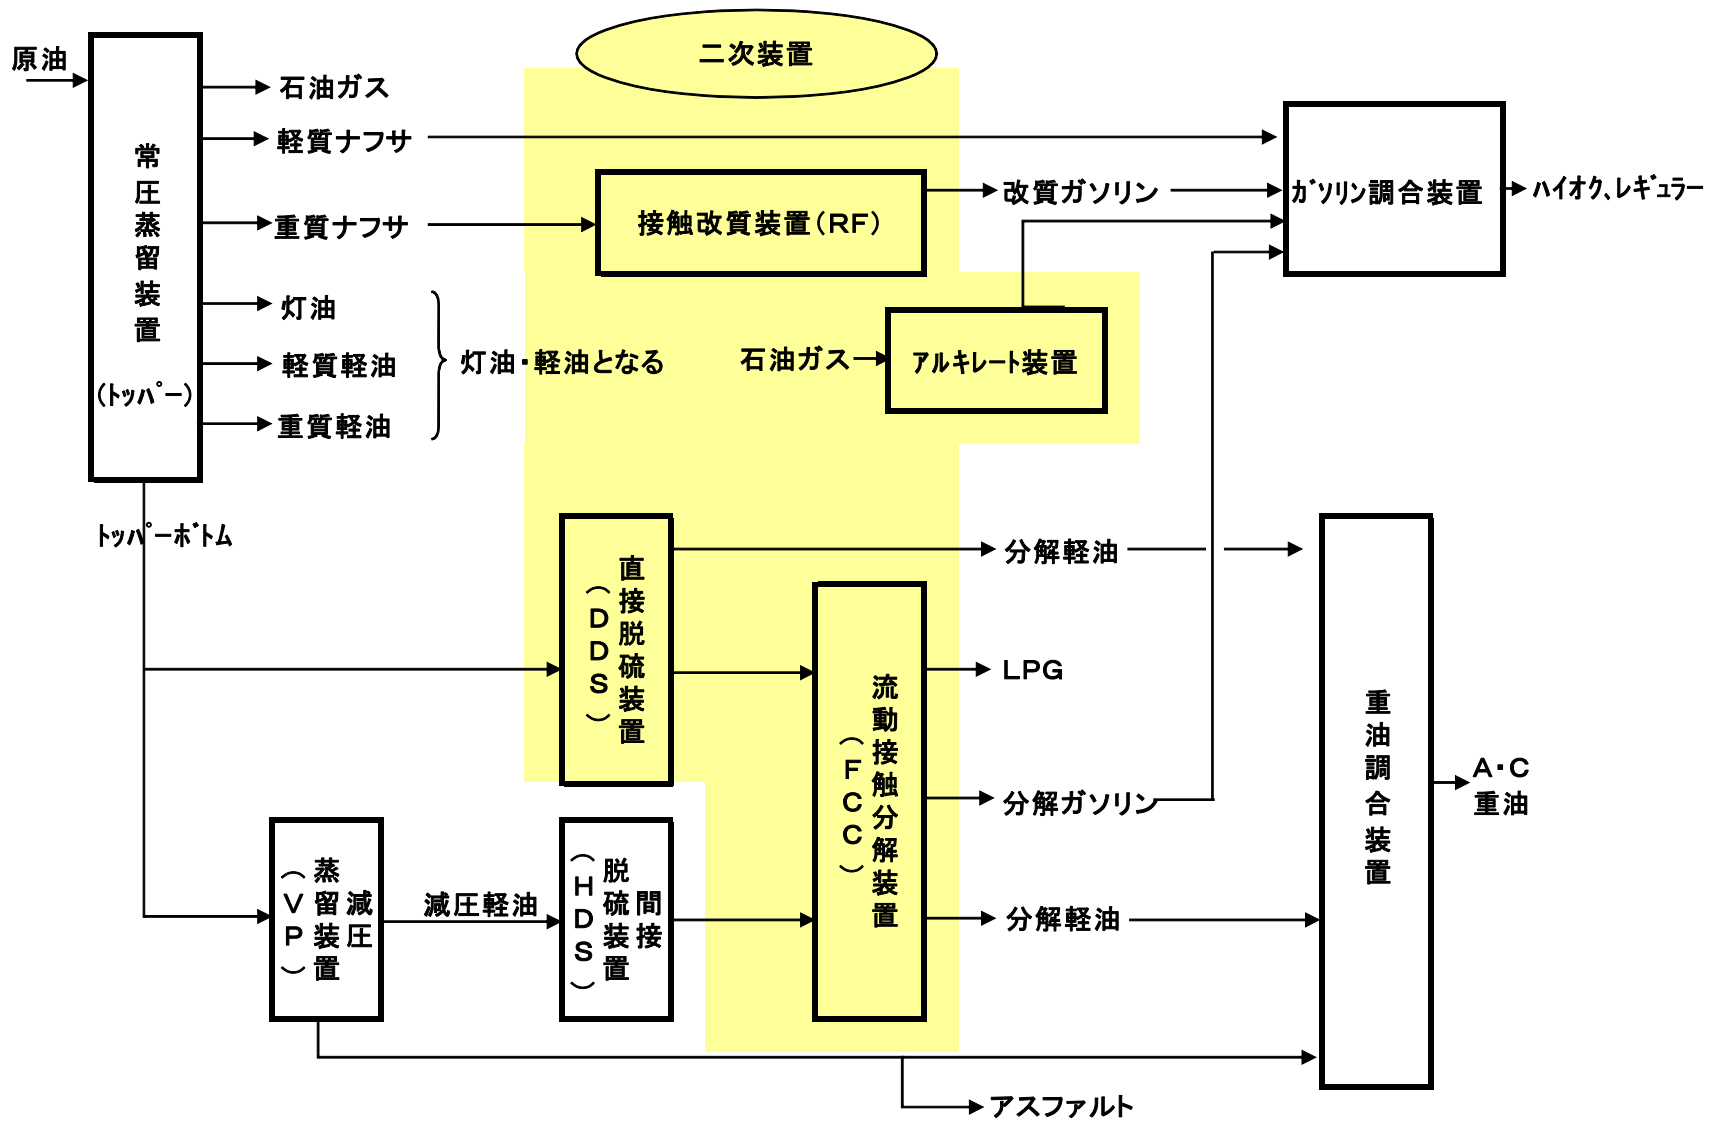 二次装置
原油
石油ガス
軽質ナフサ
重質ナフサ
灯油
軽質軽油
重質軽油
常圧蒸留装置
(ﾄｯﾊﾟｰ)
灯油・軽油となる
接触改質装置(RF)
改質ガソリン
ｶﾞｿﾘﾝ調合装置
ﾊｲｵｸ､ﾚｷﾞｭﾗｰ
石油ガス
ｱﾙｷﾚｰﾄ装置
ﾄｯﾊﾟｰﾎﾞﾄﾑ
直接脱硫装置
(DDS)
分解軽油
LPG
流動接触分解装置
(FCC)
分解ガソリン
分解軽油
重油調合装置
A・C
重油
減圧
蒸留装置
(VP)
減圧軽油
間接
脱硫装置
(HDS)
アスファルト